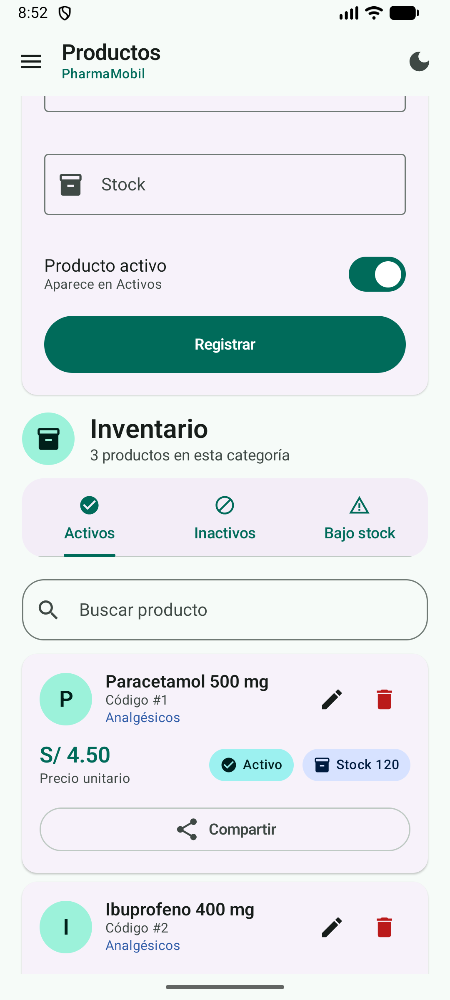 8:52
Productos
PharmaMobil
Stock
Producto activo
Aparece en Activos
Registrar
Inventario
3 productos en esta categoría
Activos
Inactivos
Bajo stock
Buscar producto
P
Paracetamol 500 mg
Código #1
Analgésicos
S/ 4.50
Precio unitario
Activo
Stock 120
Compartir
I
Ibuprofeno 400 mg
Código #2
Analgésicos